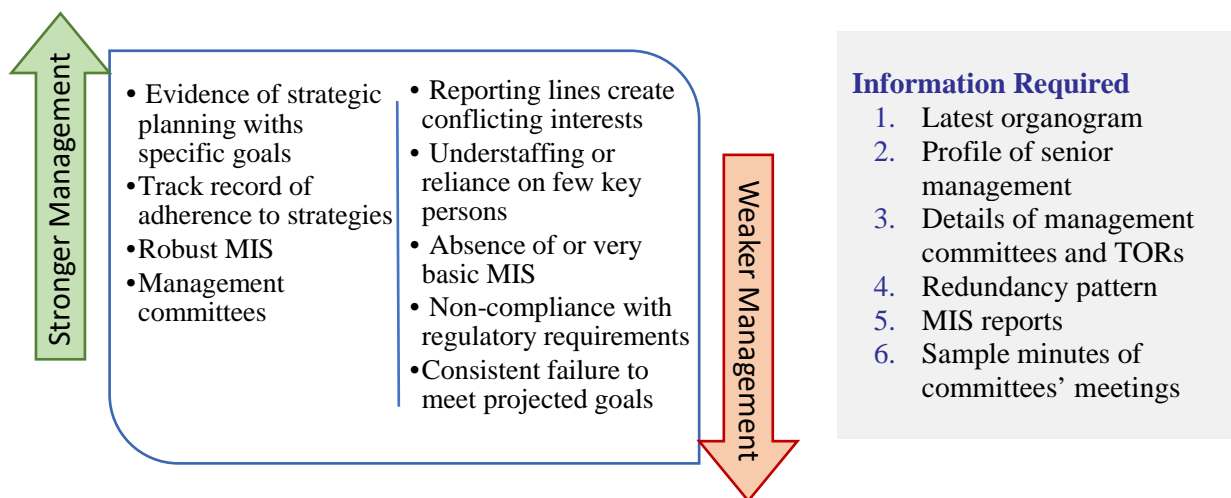 Stronger Management
• Evidence of strategic
planning withs
specific goals
•Track record of
adherence to strategies
•Robust MIS
•Management
committees
• Reporting lines create
conflicting interests
• Understaffing or
reliance on few key
persons
• Absence of or very
basic MIS
• Non-compliance with
regulatory requirements
•Consistent failure to
meet projected goals
Weaker Management
Information Required
1. Latest organogram
2. Profile of senior
management
3. Details of management
committees and TORs
4. Redundancy pattern
5. MIS reports
6. Sample minutes of
committees’ meetings